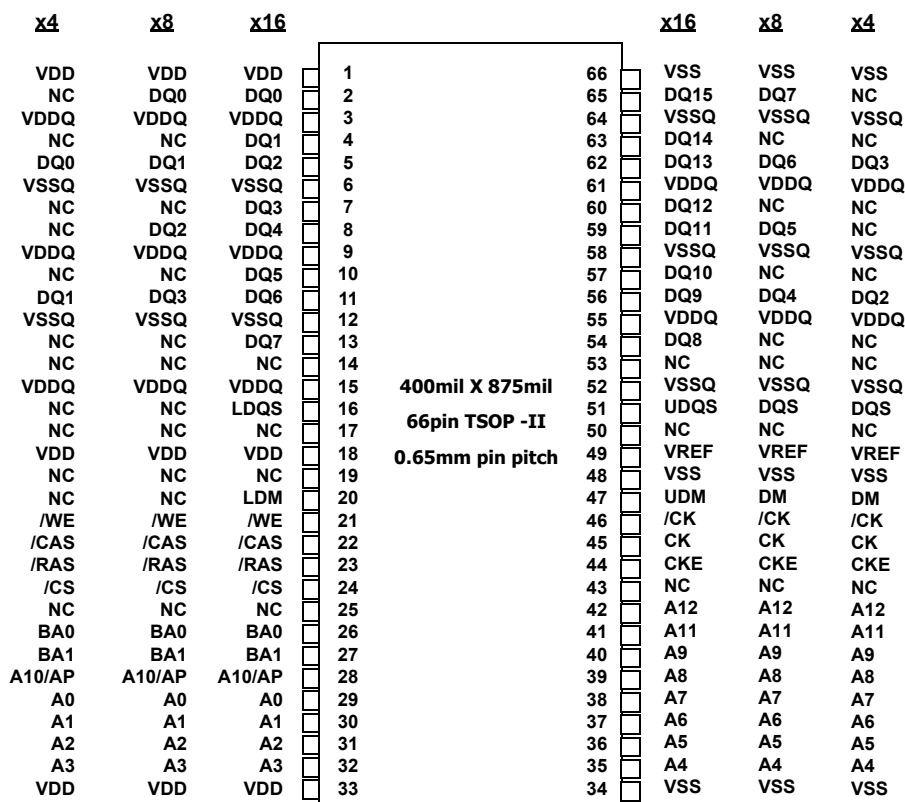 x4 x8 x16 x16 x8 x4
VDD VDD VDD 1 66 VSS VSS VSS
NC DQ0 DQ0 2 65 DQ15 DQ7 NC
VDDQ VDDQ VDDQ 3 64 VSSQ VSSQ VSSQ
NC NC DQ1 4 63 DQ14 NC NC
DQ0 DQ1 DQ2 5 62 DQ13 DQ6 DQ3
VSSQ VSSQ VSSQ 6 61 VDDQ VDDQ VDDQ
NC NC DQ3 7 60 DQ12 NC NC
NC DQ2 DQ4 8 59 DQ11 DQ5 NC
VDDQ VDDQ VDDQ 9 58 VSSQ VSSQ VSSQ
NC NC DQ5 10 57 DQ10 NC NC
DQ1 DQ3 DQ6 11 56 DQ9 DQ4 DQ2
VSSQ VSSQ VSSQ 12 55 VDDQ VDDQ VDDQ
NC NC DQ7 13 54 DQ8 NC NC
NC NC NC 14 53 NC NC NC
VDDQ VDDQ VDDQ 15 400mil X 875mil 52 VSSQ VSSQ VSSQ
NC NC LDQS 16 51 UDQS DQS DQS
66pin TSOP -II
NC NC NC 17 50 NC NC NC
VDD VDD VDD 18 0.65mm pin pitch 49 VREF VREF VREF
NC NC NC 19 48 VSS VSS VSS
NC NC LDM 20 47 UDM DM DM
/WE /WE /WE 21 46 /CK /CK /CK
/CAS /CAS /CAS 22 45 CK CK CK
/RAS /RAS /RAS 23 44 CKE CKE CKE
/CS /CS /CS 24 43 NC NC NC
NC NC NC 25 42 A12 A12 A12
BA0 BA0 BA0 26 41 A11 A11 A11
BA1 BA1 BA1 27 40 A9 A9 A9
A10/AP A10/AP A10/AP 28 39 A8 A8 A8
A0 A0 A0 29 38 A7 A7 A7
A1 A1 A1 30 37 A6 A6 A6
A2 A2 A2 31 36 A5 A5 A5
A3 A3 A3 32 35 A4 A4 A4
VDD VDD VDD 33 34 VSS VSS VSS